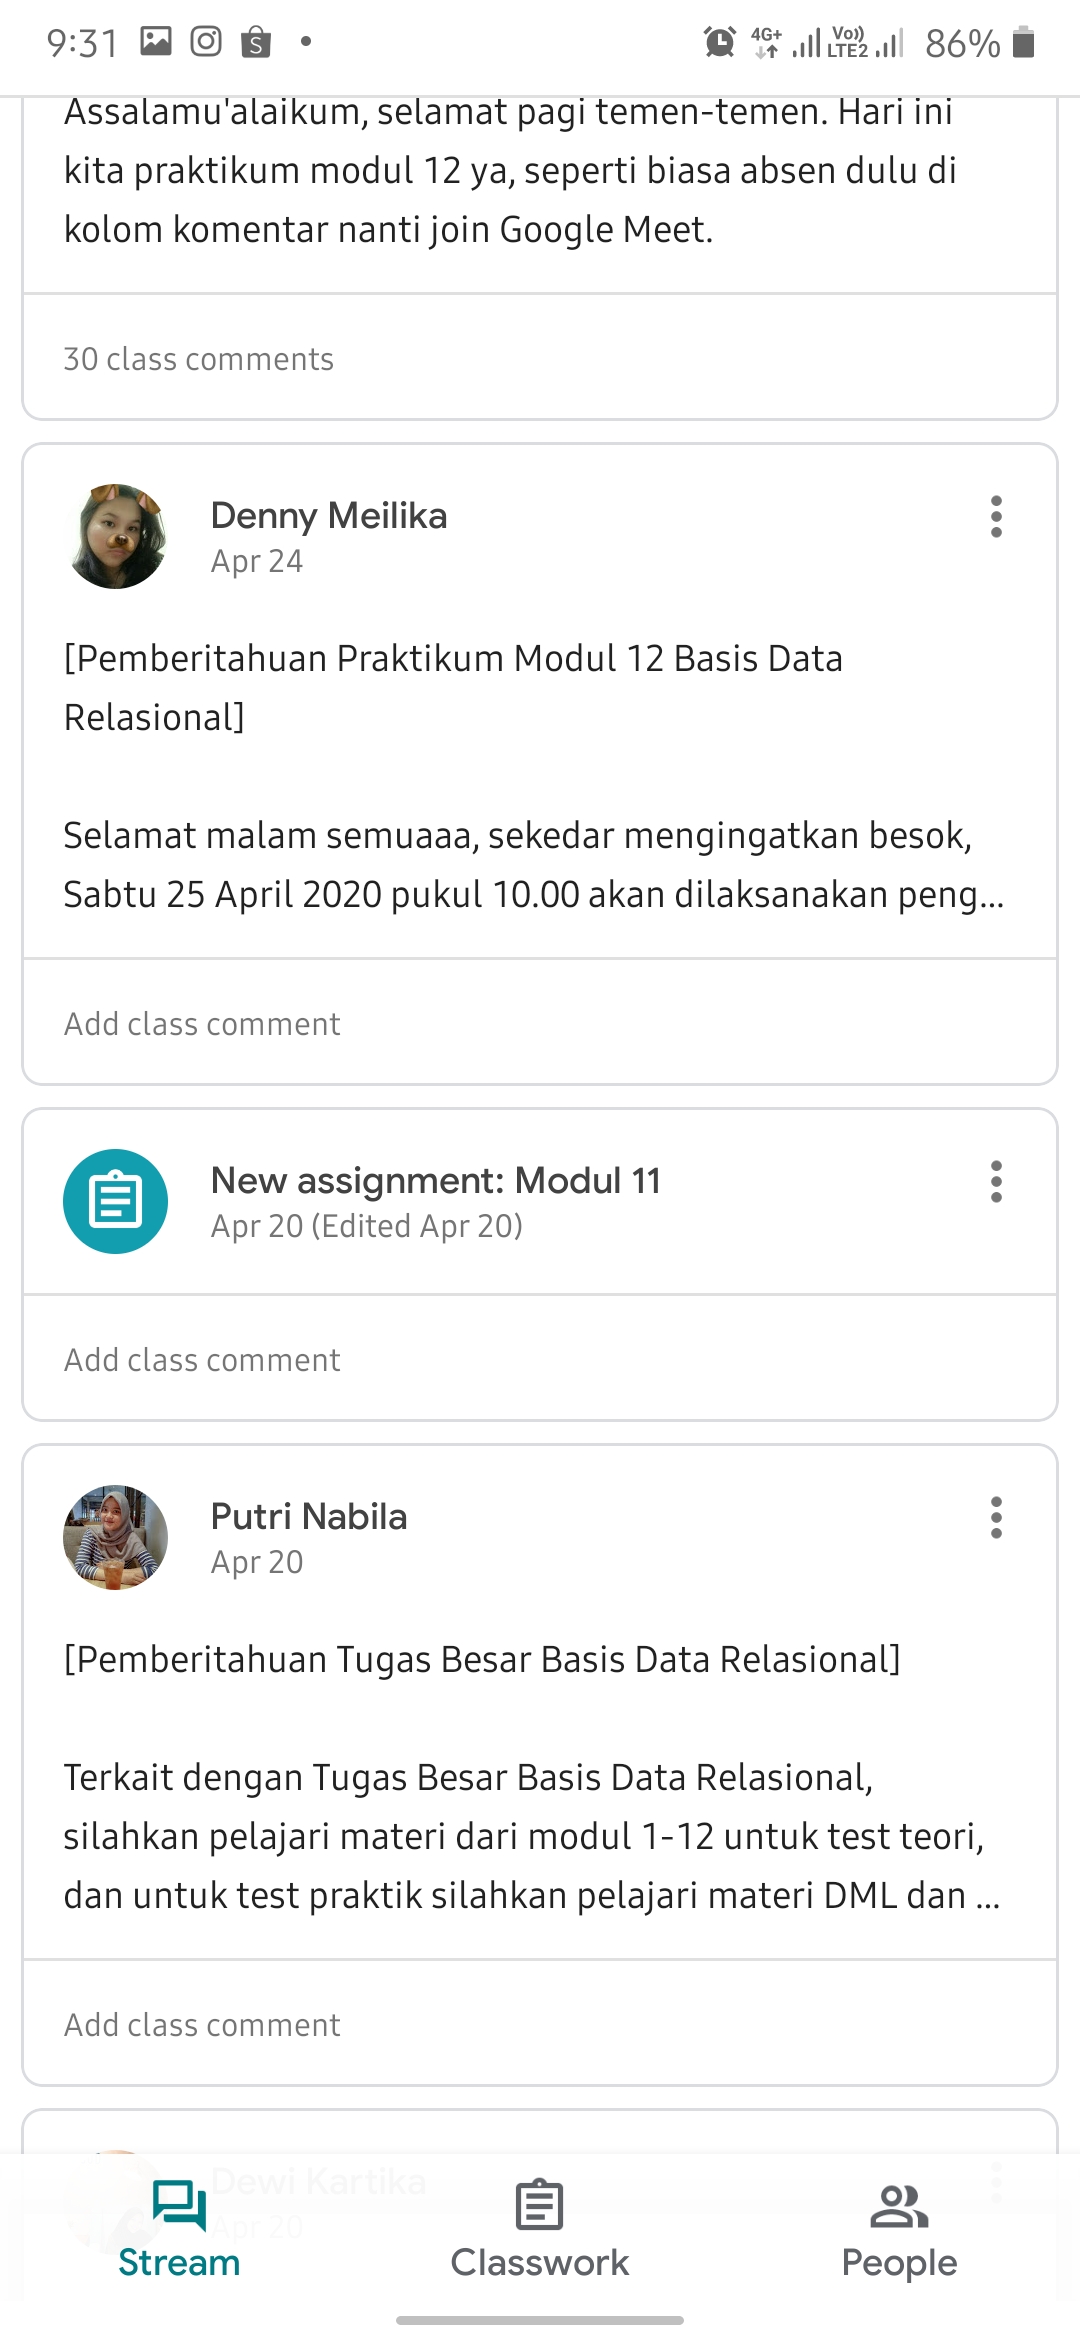 9:31
4G+
Vo))
LTE2
86%
Assalamu'alaikum, selamat pagi temen-temen. Hari ini
kita praktikum modul 12 ya, seperti biasa absen dulu di
kolom komentar nanti join Google Meet.
30 class comments
Denny Meilika
Apr 24
[Pemberitahuan Praktikum Modul 12 Basis Data
Relasional]
Selamat malam semuaaa, sekedar mengingatkan besok,
Sabtu 25 April 2020 pukul 10.00 akan dilaksanakan peng...
Add class comment
New assignment: Modul 11
Apr 20 (Edited Apr 20)
Add class comment
Putri Nabila
Apr 20
[Pemberitahuan Tugas Besar Basis Data Relasional]
Terkait dengan Tugas Besar Basis Data Relasional,
silahkan pelajari materi dari modul 1-12 untuk test teori,
dan untuk test praktik silahkan pelajari materi DML dan ...
Add class comment
Dewi Kartika
Apr 20
Stream
Classwork
People